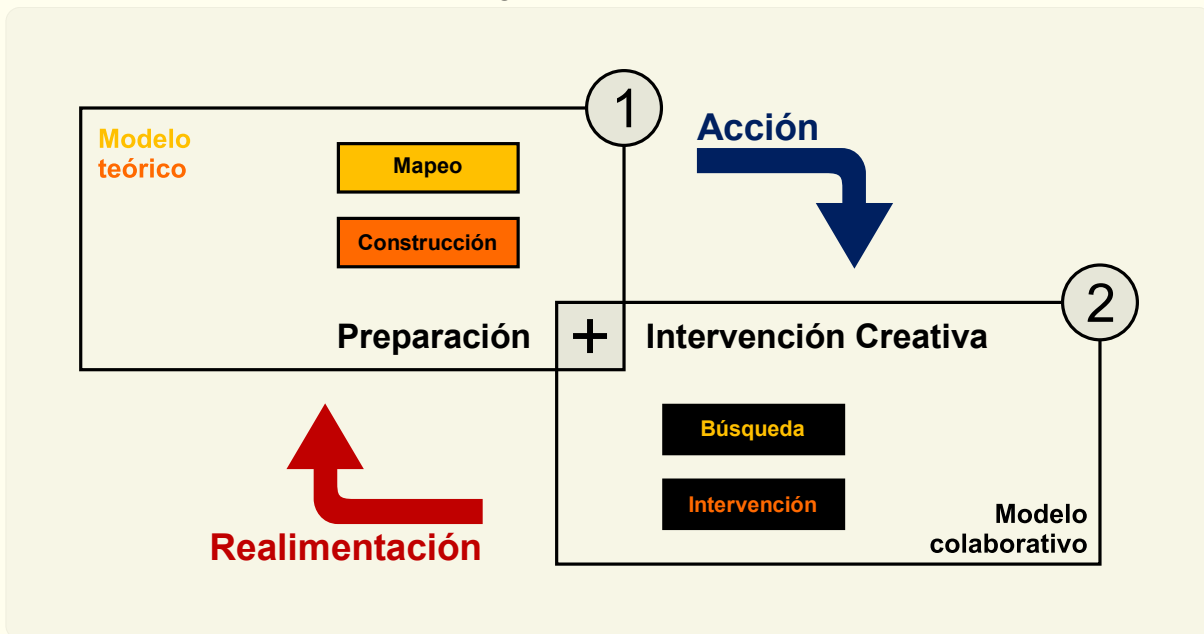 1
Modelo
teórico
Mapeo
Construcción
Preparación
Acción
+
2
Intervención Creativa
Búsqueda
Intervención
Modelo
colaborativo
Realimentación